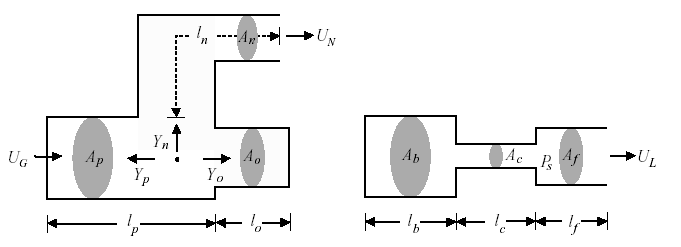 l_n A_n U_N
U_G A_p Y_n A_o A_b A_c P_s A_f U_L
Y_p Y_o
l_p l_o l_b l_c l_f